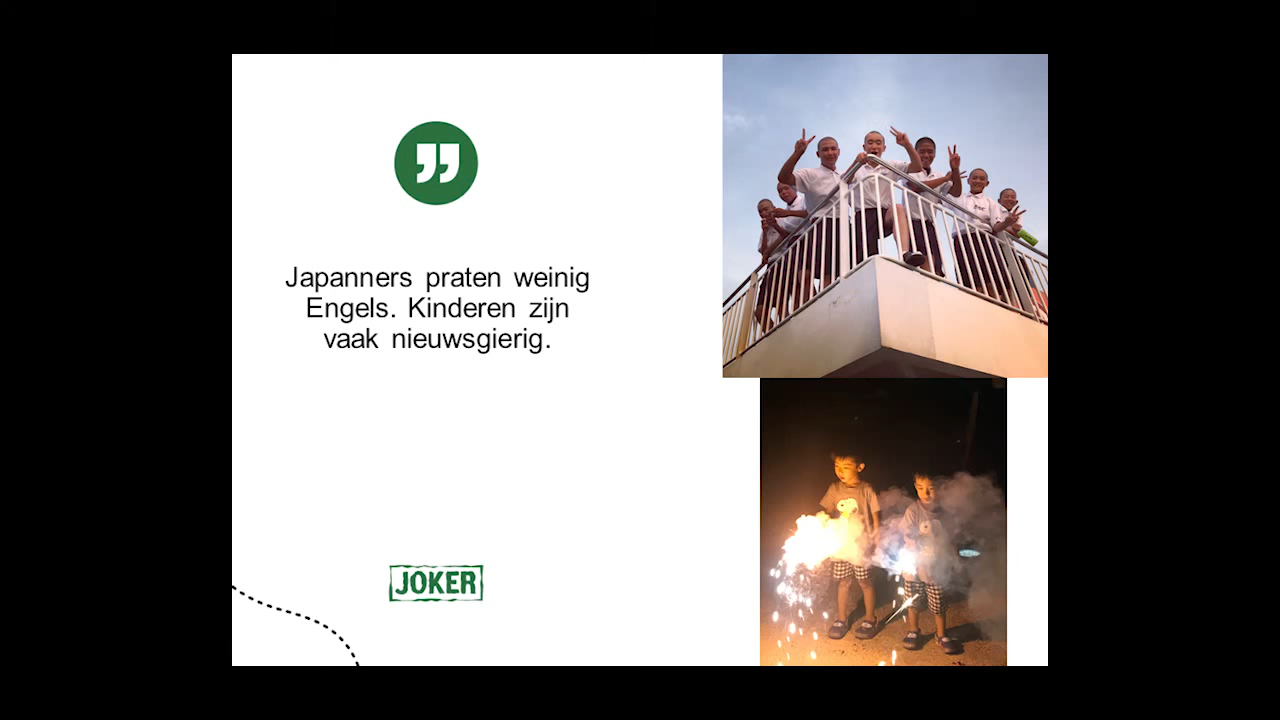 Japanners praten weinig
Engels. Kinderen zijn
vaak nieuwsgierig.
JOKER